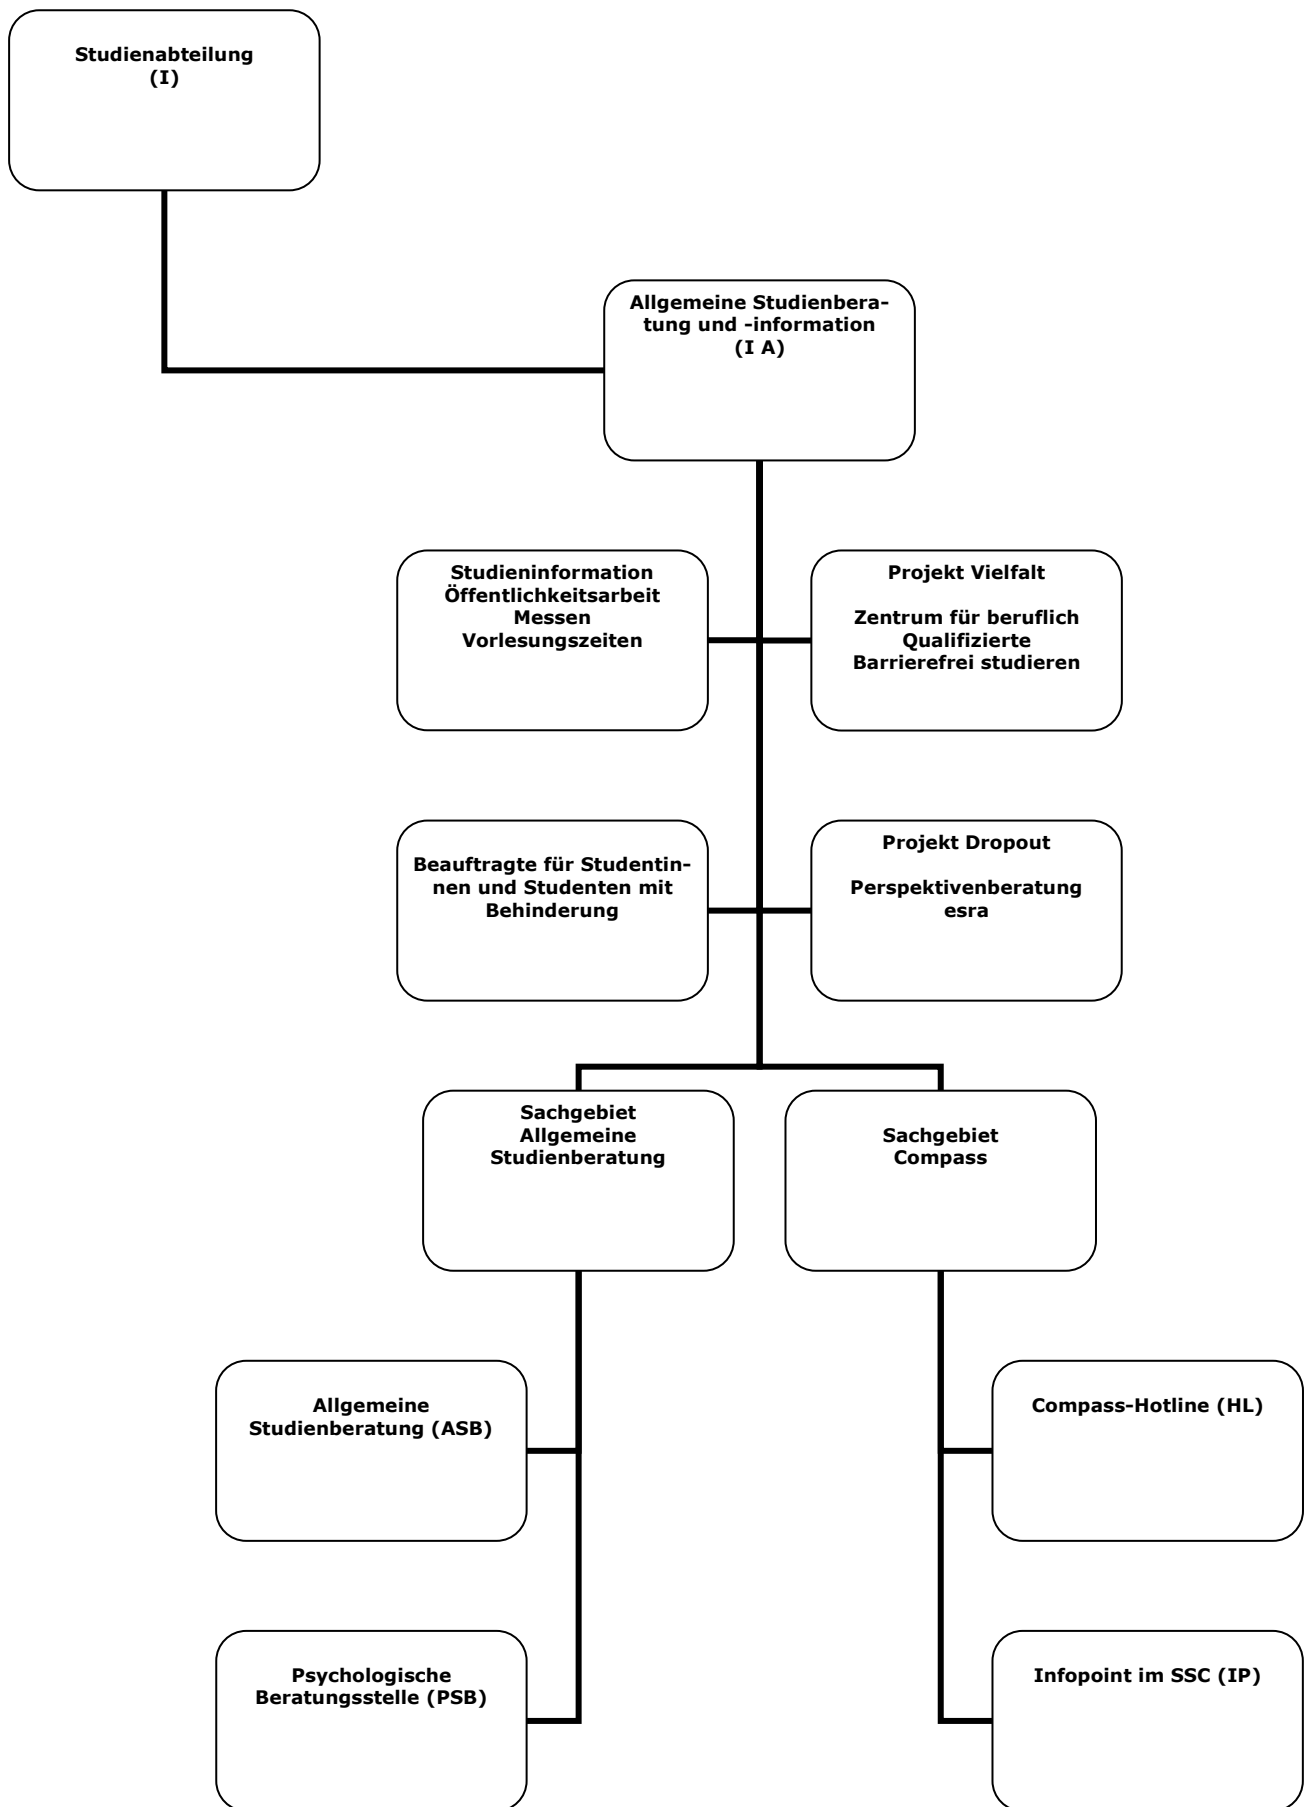 Studienabteilung
(I)
Allgemeine Studienbera-
tung und -information
(I A)
Studieninformation
Öffentlichkeitsarbeit
Messen
Vorlesungszeiten
Projekt Vielfalt
Zentrum für beruflich
Qualifizierte
Barrierefrei studieren
Beauftragte für Studentin-
nen und Studenten mit
Behinderung
Projekt Dropout
Perspektivenberatung
esra
Sachgebiet
Allgemeine
Studienberatung
Sachgebiet
Compass
Allgemeine
Studienberatung (ASB)
Compass-Hotline (HL)
Psychologische
Beratungsstelle (PSB)
Infopoint im SSC (IP)